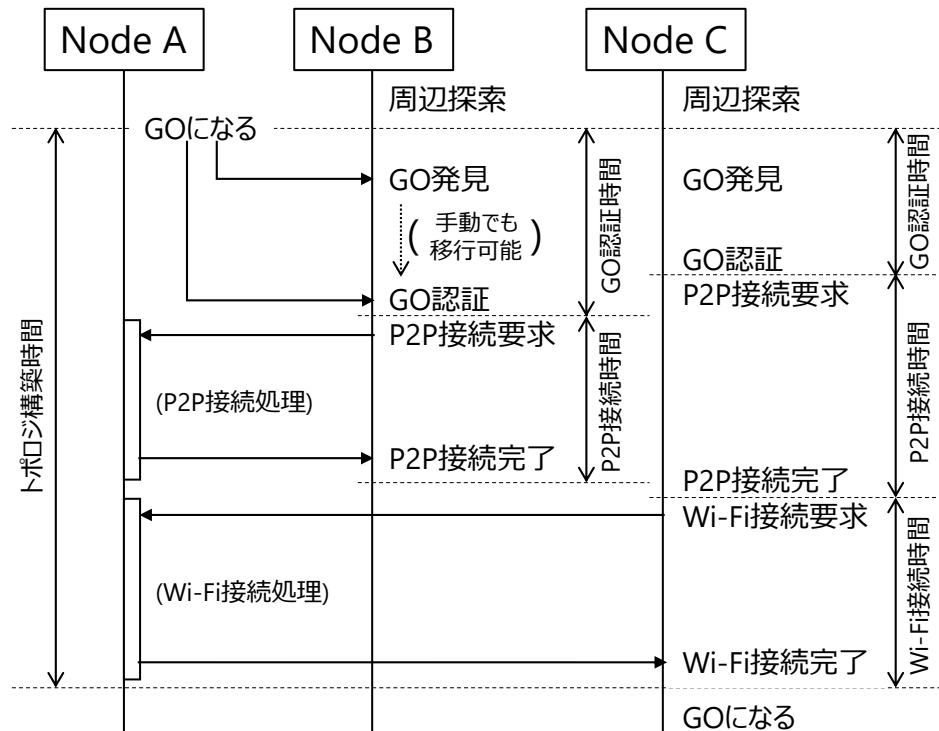 Node A
Node B
Node C
周辺探索
周辺探索
GOになる
GO発見
GO発見
(手動でも
移行可能)
GO認証
GO認証
GO認証時間
GO認証時間
P2P接続要求
P2P接続要求
(P2P接続処理)
P2P接続時間
P2P接続時間
トポロジ構築時間
P2P接続完了
P2P接続完了
Wi-Fi接続要求
(Wi-Fi接続処理)
Wi-Fi接続時間
Wi-Fi接続完了
GOになる